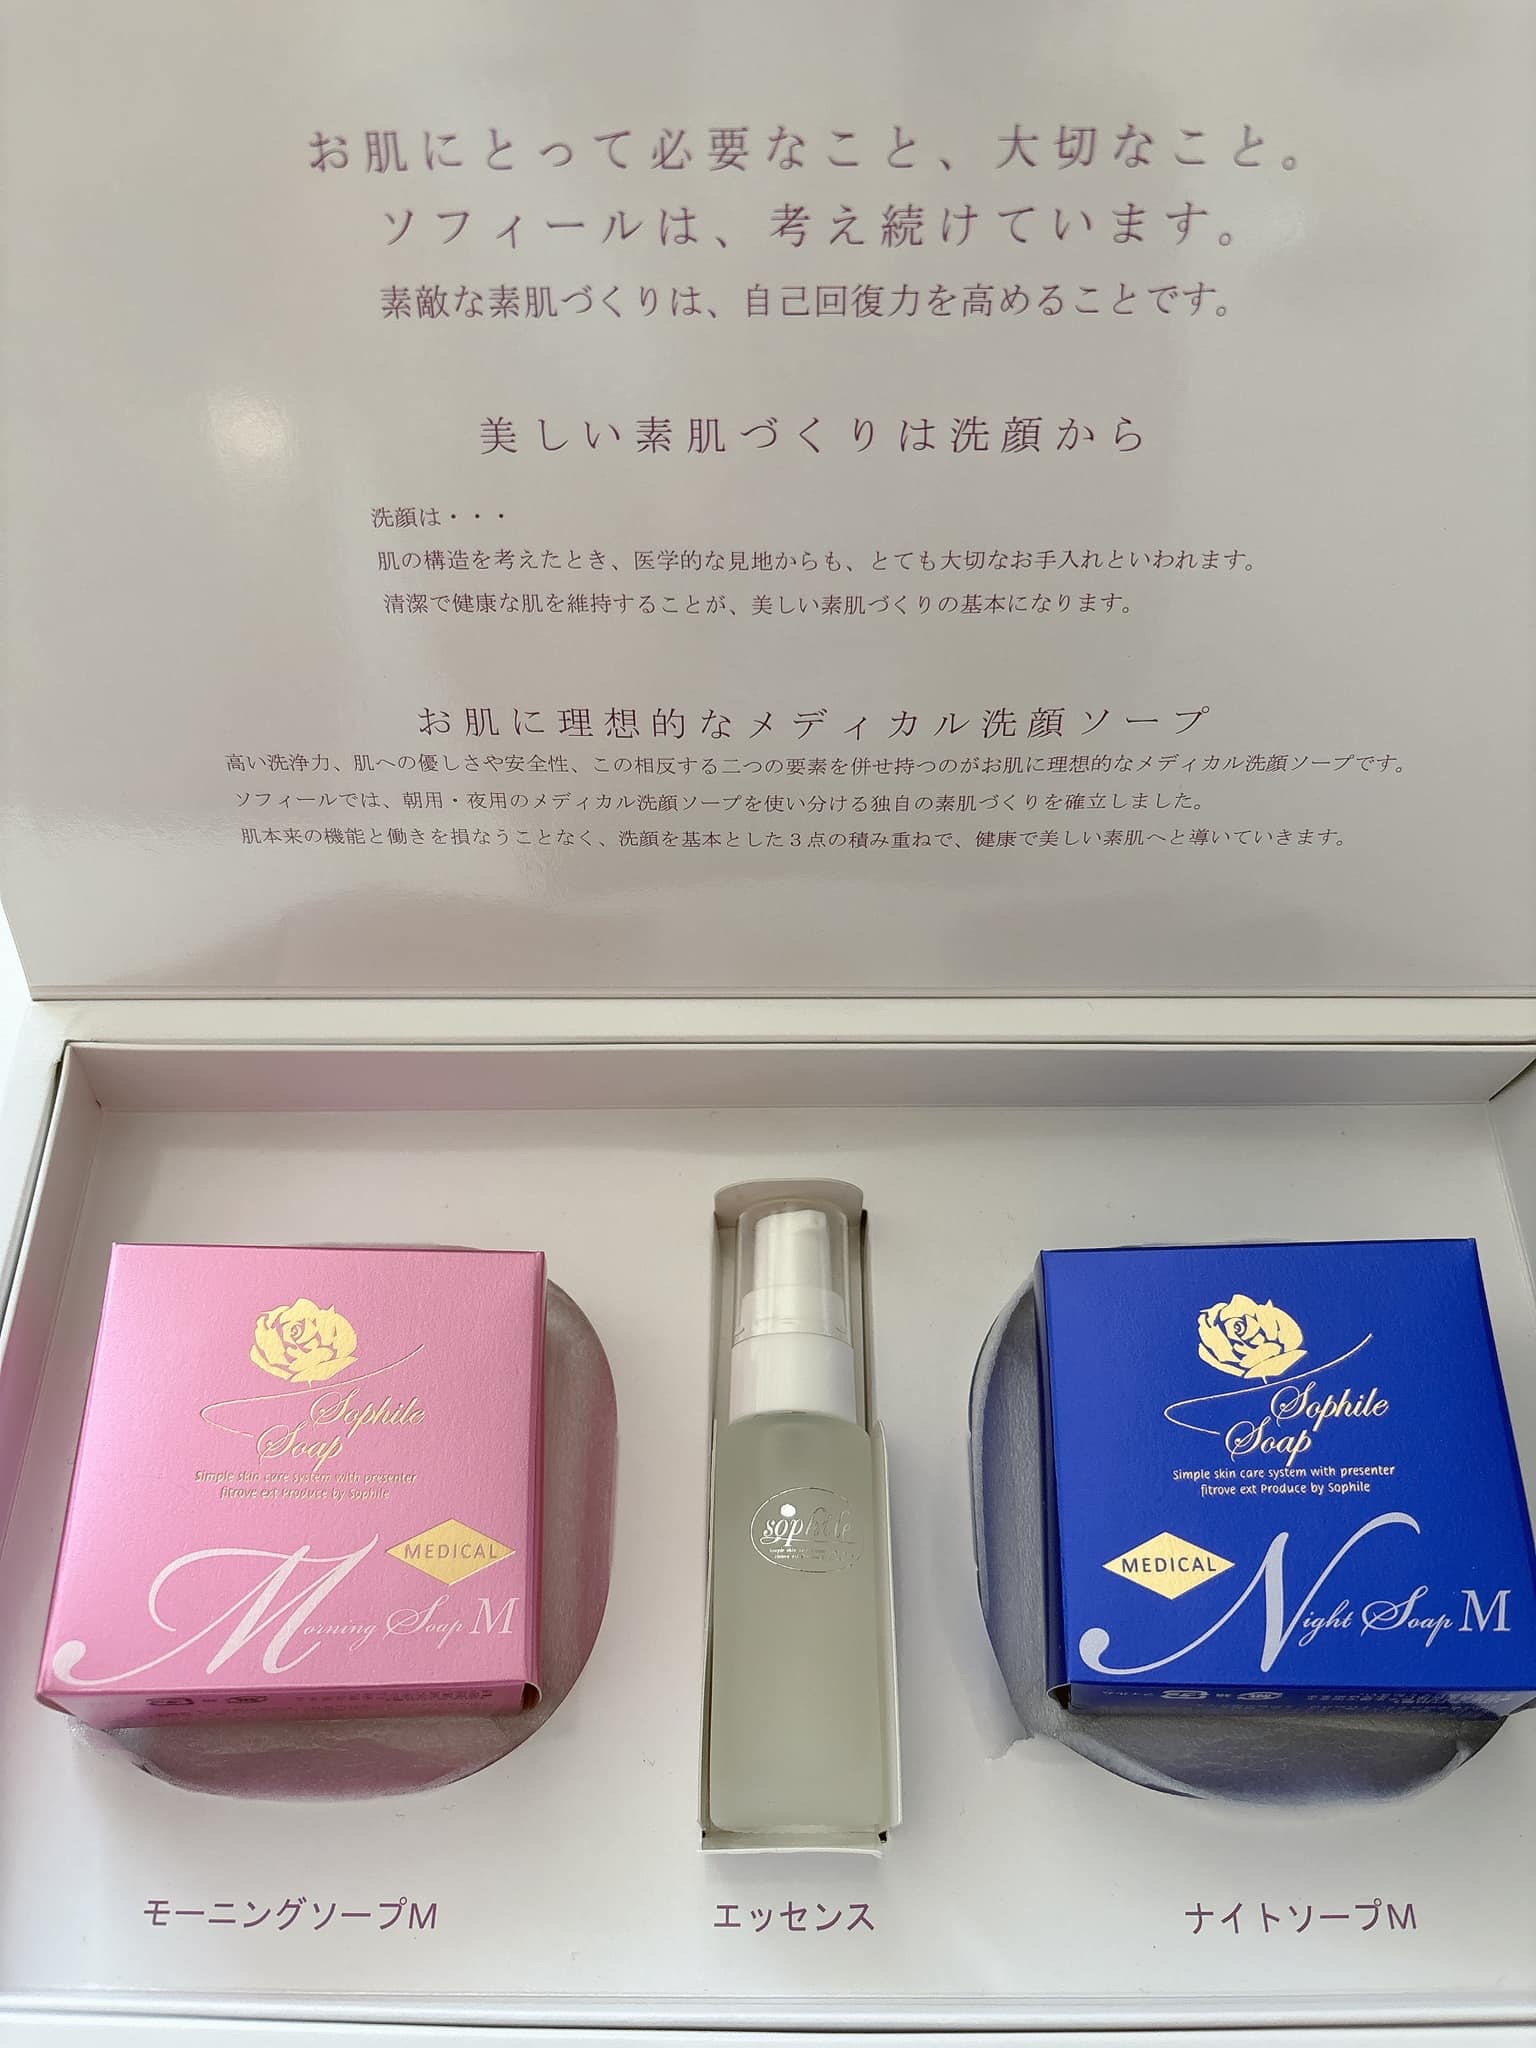 お肌にとって必要なこと、大切なこと。
ソフィールは、考え続けています。
素敵な素肌づくりは、自己回復力を高めることです。
美しい素肌づくりは洗顔から
洗顔は・・・
肌の構造を考えたとき、医学的な見地からも、とても大切なお手入れといわれます。
清潔で健康な肌を維持することが、美しい素肌づくりの基本になります。
お肌に理想的なメディカル洗顔ソープ
高い洗浄力、肌への優しさや安全性、この相反する二つの要素を併せ持つのがお肌に理想的なメディカル洗顔ソープです。
ソフィールでは、朝用・夜用のメディカル洗顔ソープを使い分ける独自の素肌づくりを確立しました。
肌本来の機能と働きを損なうことなく、洗顔を基本とした3点の積み重ねで、健康で美しい素肌へと導いていきます。
Sophile
Soap
Simple skin care system with presenter
fitrove ext Produce by Sophile
MEDICAL
Morning Soap M
sophile
Sophile
Soap
Simple skin care system with presenter
fitrove ext Produce by Sophile
MEDICAL
Night Soap M
モーニングソープM
エッセンス
ナイトソープM